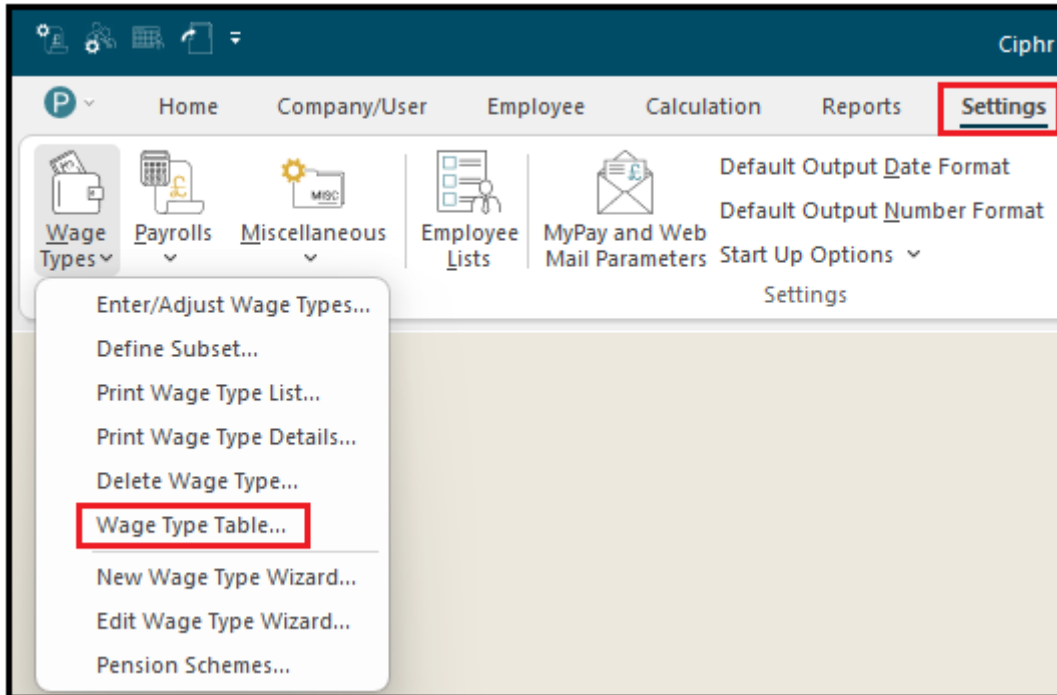 Ciphr
P Home Company/User Employee Calculation Reports Settings
MISC
Wage Types
Payrolls
Miscellaneous
Employee Lists
MyPay and Web Mail Parameters
Default Output Date Format
Default Output Number Format
Start Up Options
Settings
Enter/Adjust Wage Types...
Define Subset...
Print Wage Type List...
Print Wage Type Details...
Delete Wage Type...
Wage Type Table...
New Wage Type Wizard...
Edit Wage Type Wizard...
Pension Schemes...